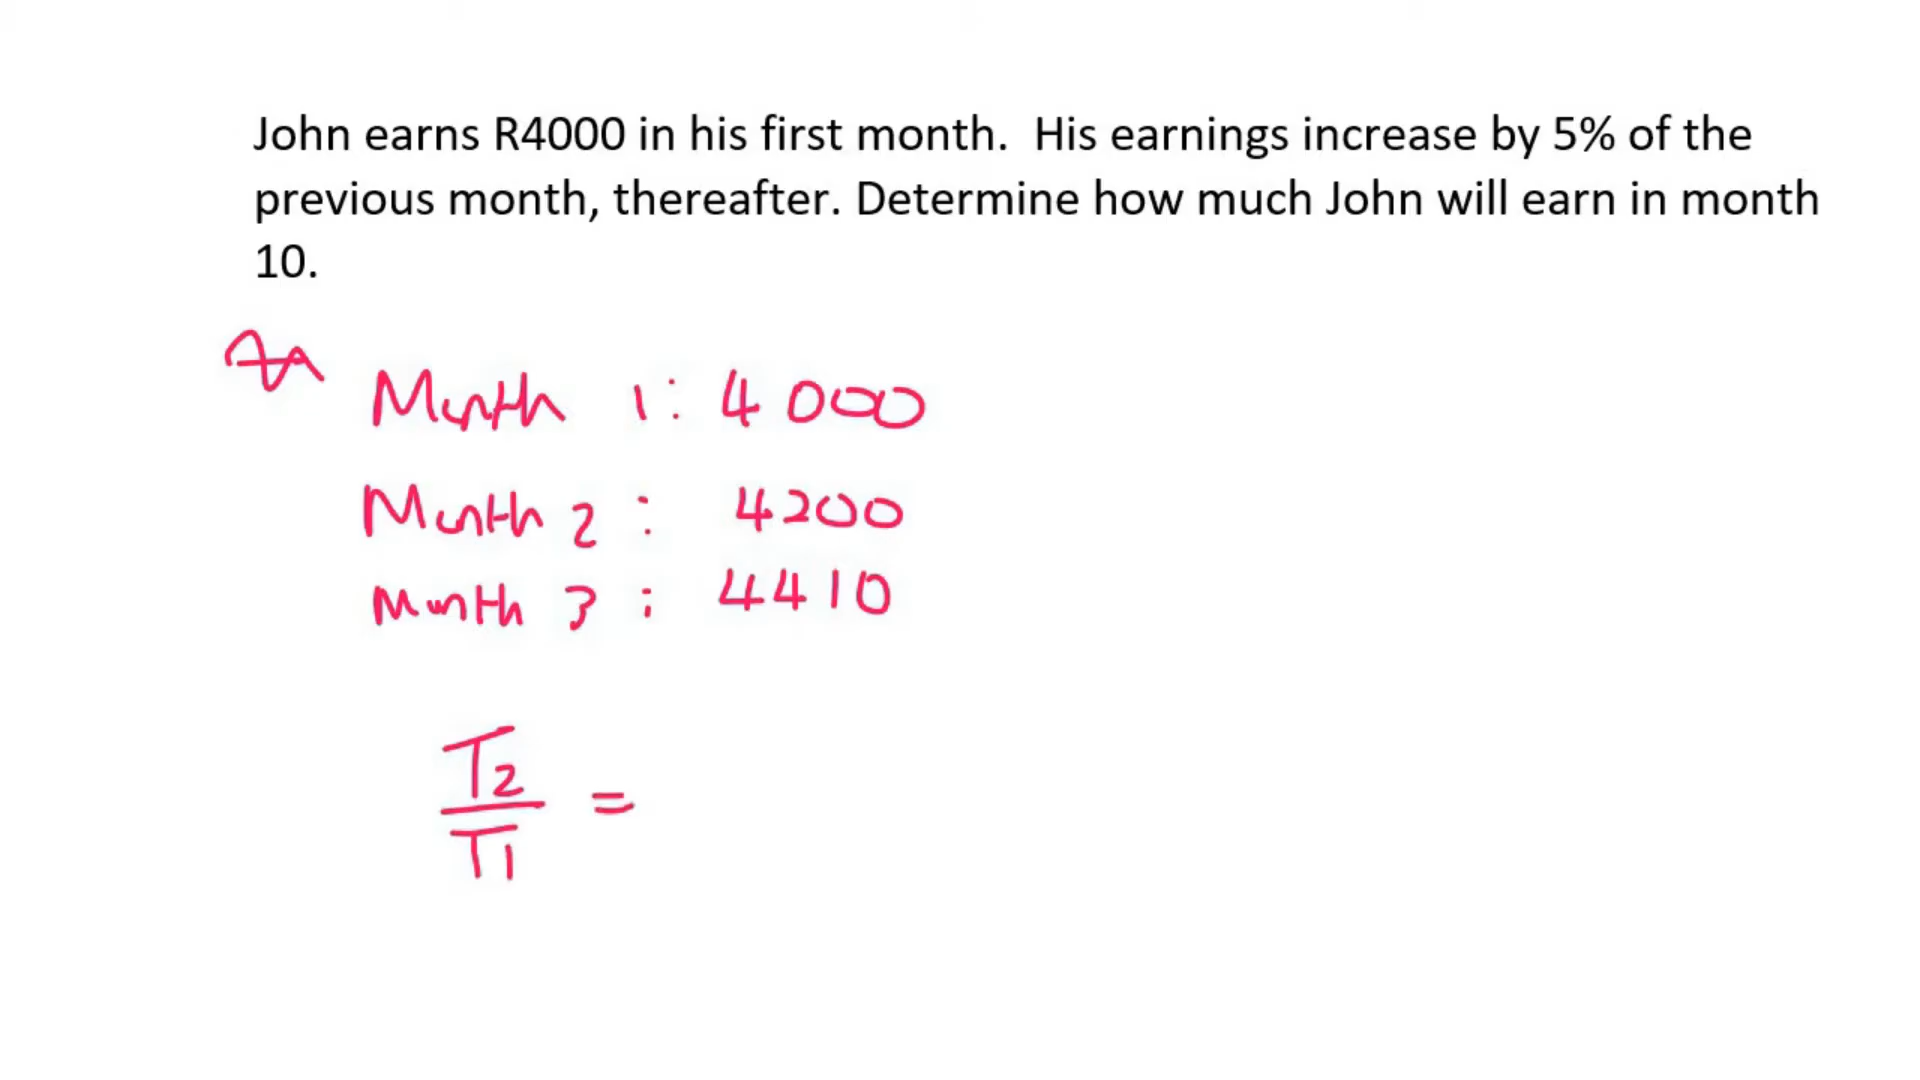 John earns R4000 in his first month.  His earnings increase by 5% of the
previous month, thereafter. Determine how much John will earn in month
10.
Month 1: 4000
Month 2: 4200
Month 3: 4410
T2
=
T1